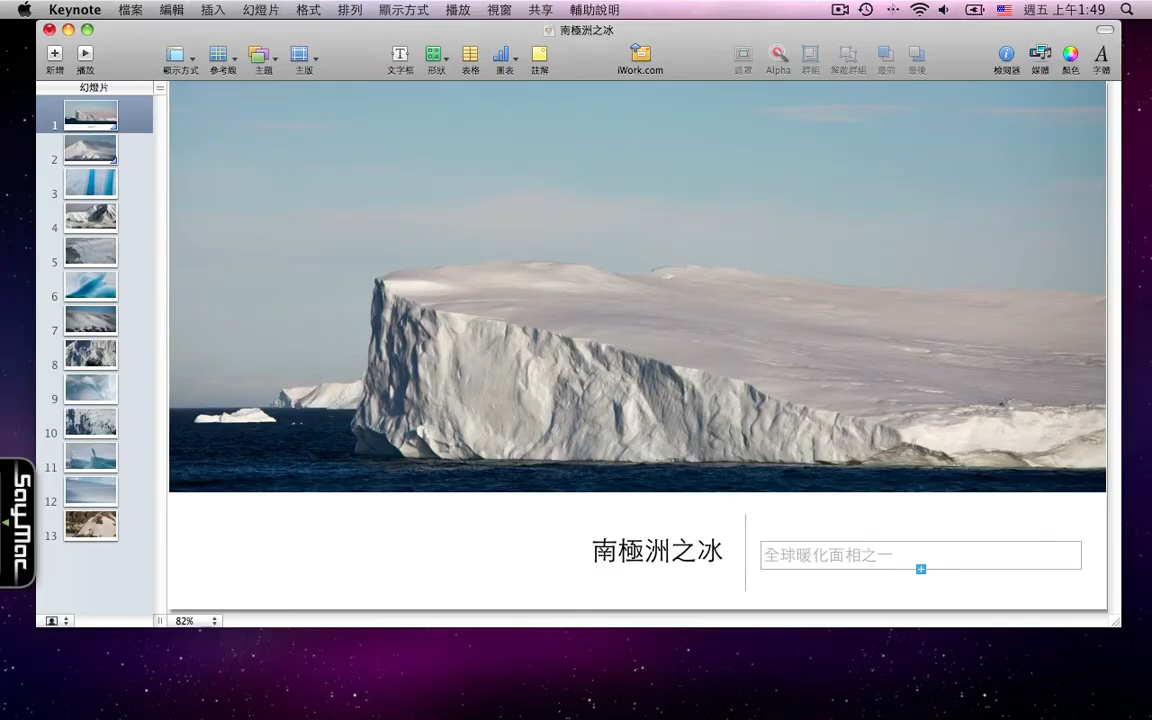 Keynote 檔案 編輯 插入 幻燈片 格式 排列 顯示方式 播放 視窗 共享 輔助說明 週五 上午1:49
南極洲之冰
新增 播放 顯示方式 參考線 主題 主版 文字框 形狀 表格 圖表 註解 iWork.com 遮罩 Alpha 群組 解散群組 最前 最後 檢閱器 媒體 顏色 字體
幻燈片
1
2
3
4
5
6
7
8
9
10
11
12
13
南極洲之冰
全球暖化面相之一
82%
SayMac